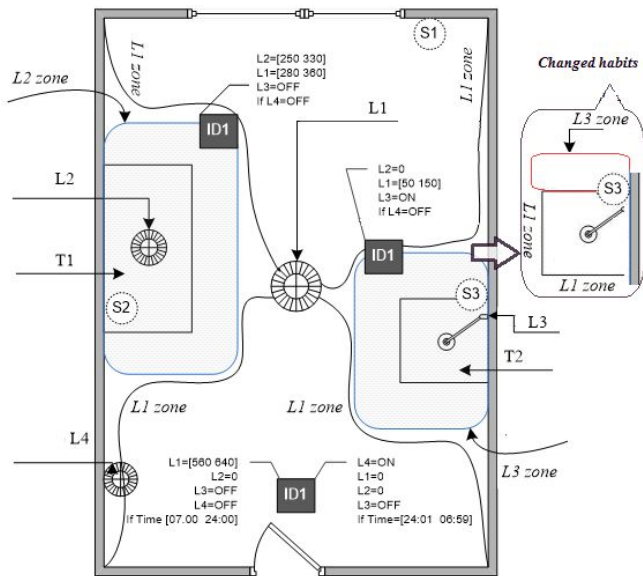 S1
L1 zone
L1 zone
Changed habits
L2 zone
L2=[250 330]
L1=[280 360]
L3=OFF
If L4=OFF
L1
L3 zone
ID1
L2=0
L1=[50 150]
L3=ON
If L4=OFF
S3
L2
L1 zone
ID1
T1
L1 zone
S2
S3
L3
T2
L1 zone
L1 zone
L4
L1=[560 640]
L2=0
L3=OFF
L4=OFF
If Time [07.00 24:00]
ID1
L4=ON
L1=0
L2=0
L3=OFF
If Time=[24:01 06:59]
L3 zone